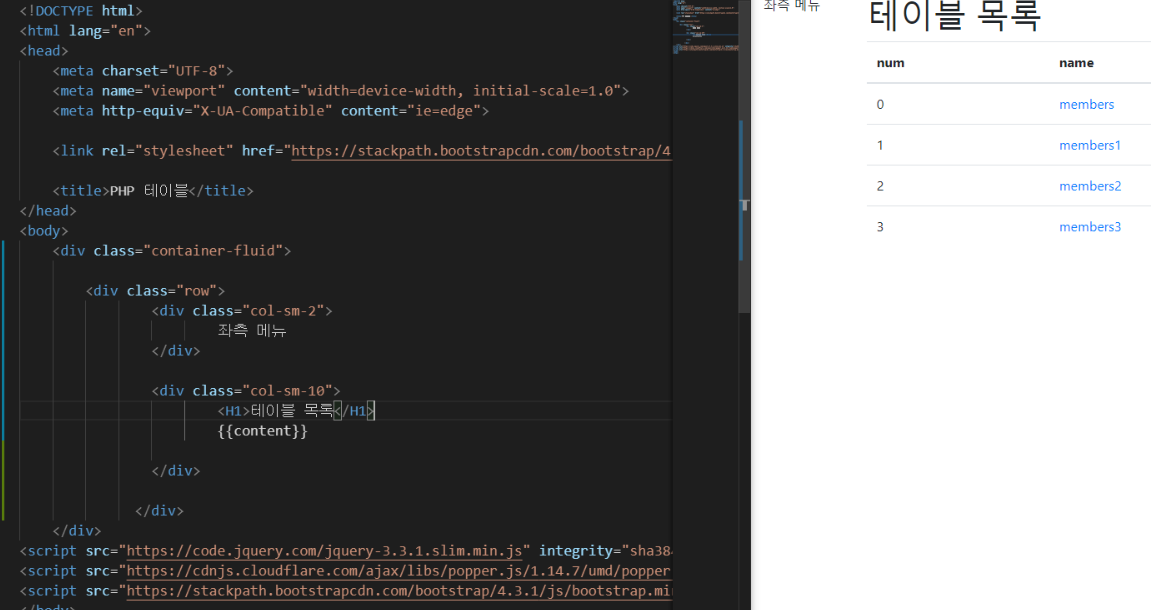 <!DOCTYPE html>
<html lang="en">
<head>
<meta charset="UTF-8">
<meta name="viewport" content="width=device-width, initial-scale=1.0">
<meta http-equiv="X-UA-Compatible" content="ie=edge">
<link rel="stylesheet" href="https://stackpath.bootstrapcdn.com/bootstrap/4.
<title>PHP 테이블</title>
</head>
<body>
<div class="container-fluid">
<div class="row">
<div class="col-sm-2">
좌측 메뉴
</div>
<div class="col-sm-10">
<H1>테이블 목록</H1>
{{content}}
</div>
</div>
</div>
<script src="https://code.jquery.com/jquery-3.3.1.slim.min.js" integrity="sha384
<script src="https://cdnjs.cloudflare.com/ajax/libs/popper.js/1.14.7/umd/popper.
<script src="https://stackpath.bootstrapcdn.com/bootstrap/4.3.1/js/bootstrap.mi
</body>
좌측 메뉴
테이블 목록
num name
0 members
1 members1
2 members2
3 members3